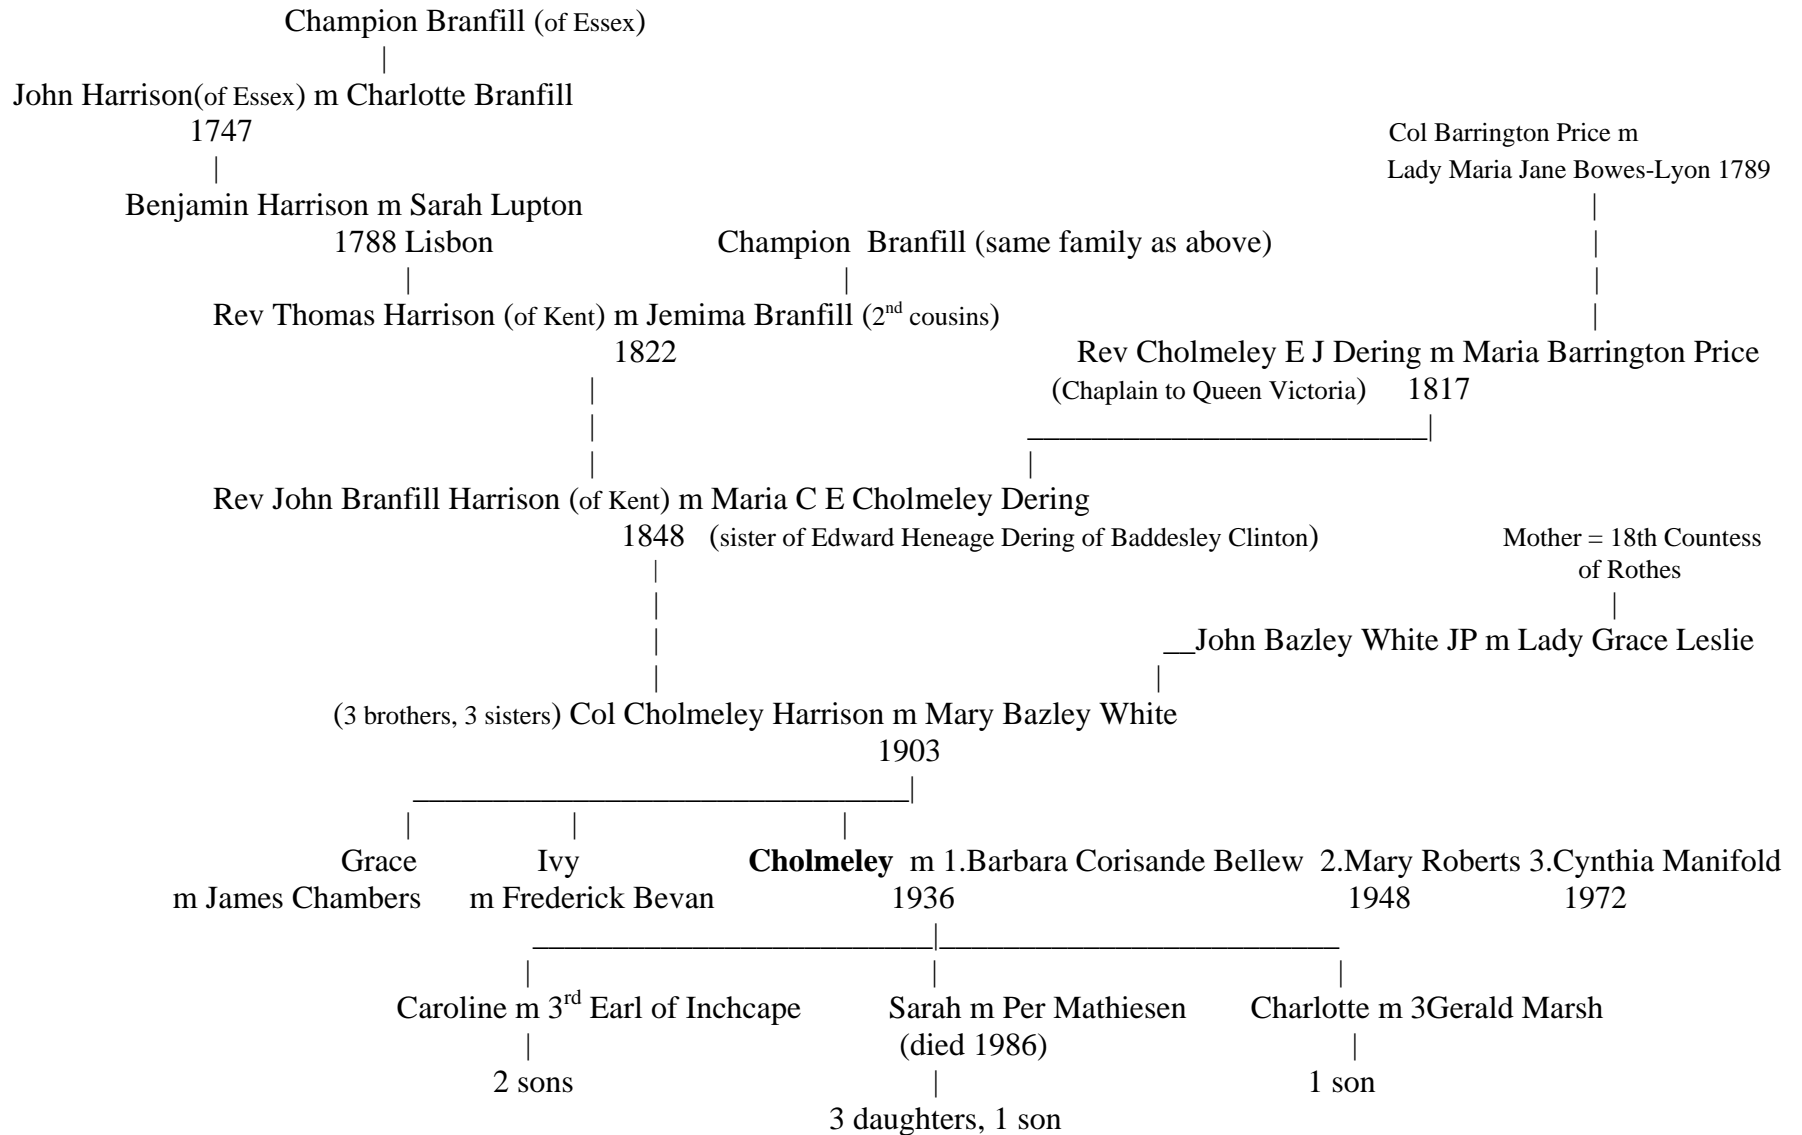 Champion Branfill (of Essex)
John Harrison(of Essex) m Charlotte Branfill
1747
Col Barrington Price m
Lady Maria Jane Bowes-Lyon 1789
Benjamin Harrison m Sarah Lupton
1788 Lisbon
Champion Branfill (same family as above)
Rev Thomas Harrison (of Kent) m Jemima Branfill (2nd cousins)
1822
Rev Cholmeley E J Dering m Maria Barrington Price
(Chaplain to Queen Victoria) 1817
Rev John Branfill Harrison (of Kent) m Maria C E Cholmeley Dering
1848 (sister of Edward Heneage Dering of Baddesley Clinton)
Mother = 18th Countess
of Rothes
__John Bazley White JP m Lady Grace Leslie
(3 brothers, 3 sisters) Col Cholmeley Harrison m Mary Bazley White
1903
Grace Ivy Cholmeley m 1.Barbara Corisande Bellew 2.Mary Roberts 3.Cynthia Manifold
m James Chambers m Frederick Bevan 1936 1948 1972
Caroline m 3rd Earl of Inchcape Sarah m Per Mathiesen Charlotte m 3Gerald Marsh
(died 1986)
2 sons 1 son
3 daughters, 1 son